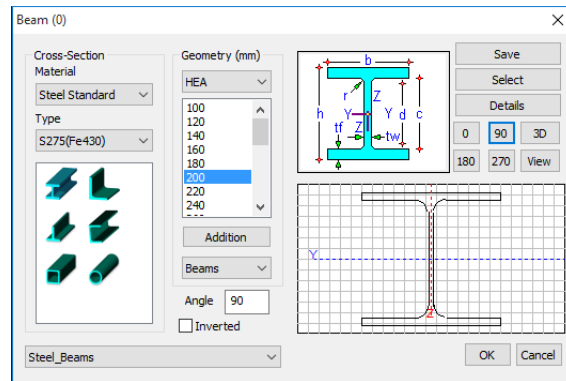 Beam (0)
Cross-Section
Material
Steel Standard
Type
S275(Fe430)
Geometry (mm)
HEA
100
120
140
160
180
200
220
240
Addition
Beams
Angle 90
Inverted
Steel_Beams
b
r
Z
h
Y
Y
d
c
Z
tf
tw
Save
Select
Details
0
90
3D
180
270
View
Y
Z
OK
Cancel